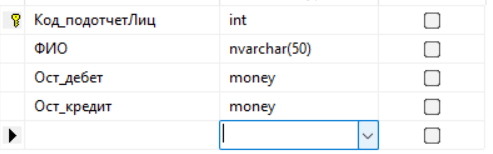 Код_подотчетЛиц int
ФИО nvarchar(50)
Ост_дебет money
Ост_кредит money